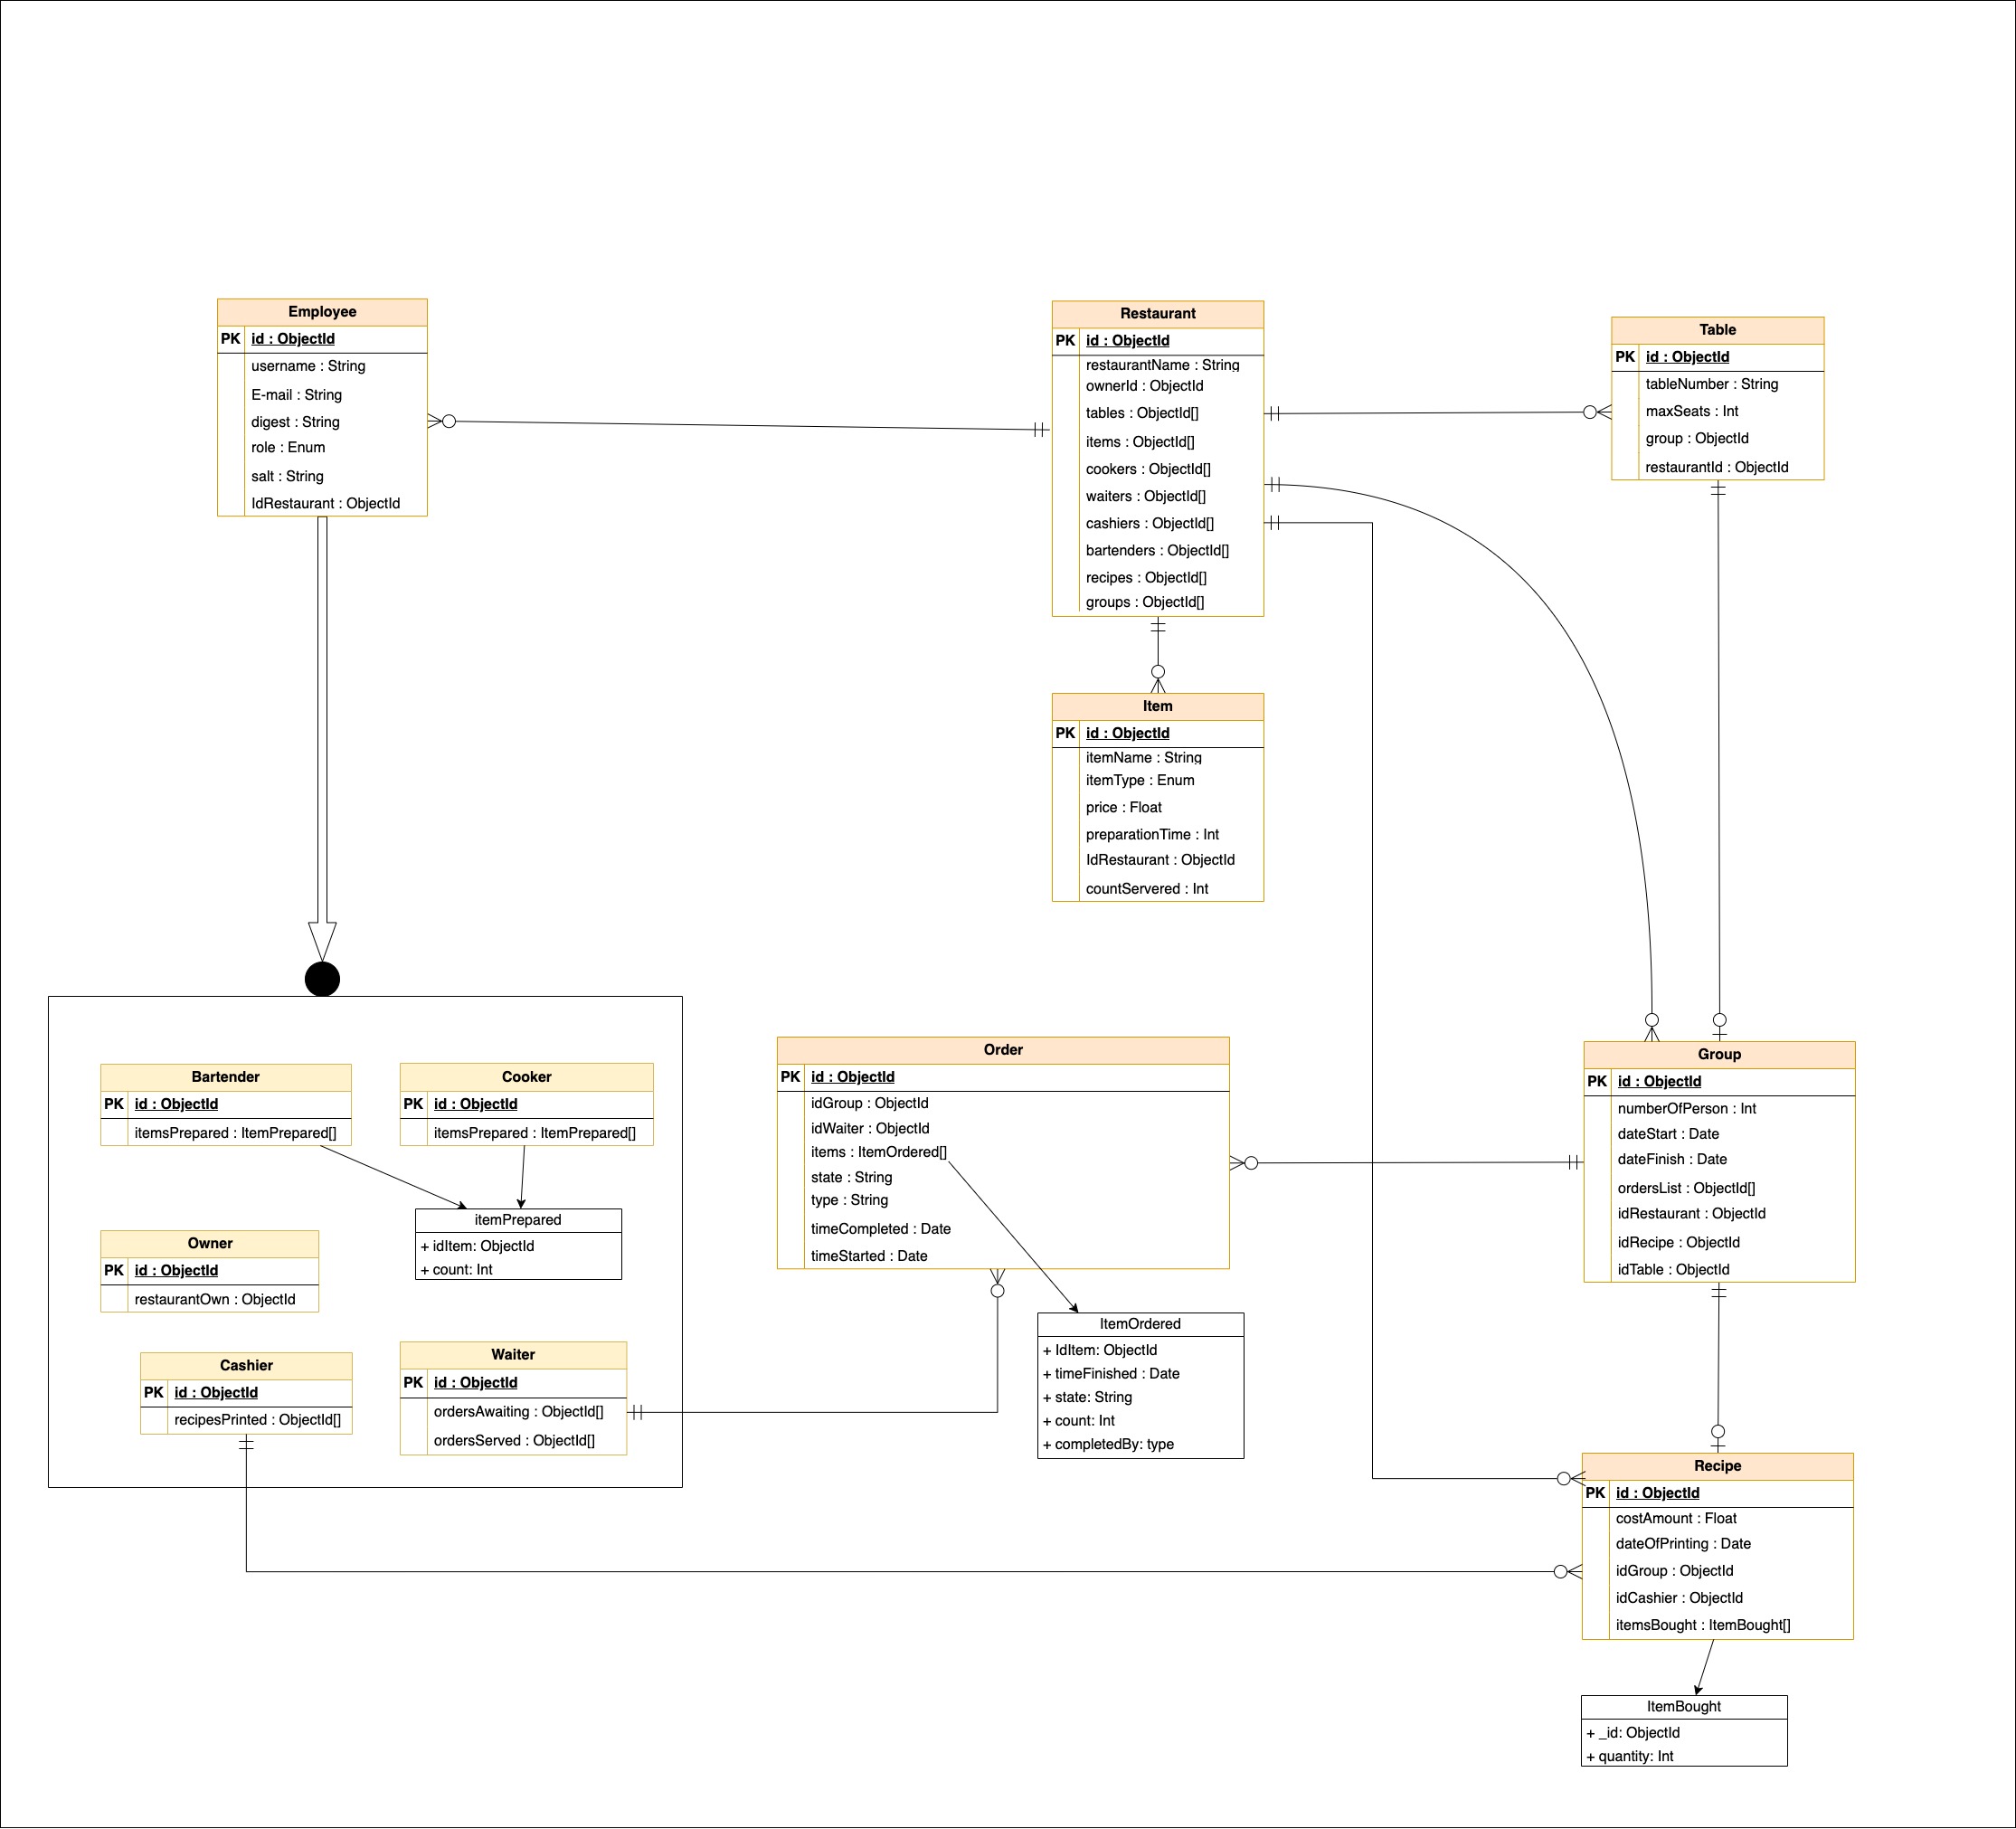 Employee
PK id : ObjectId
username : String
E-mail : String
digest : String
role : Enum
salt : String
IdRestaurant : ObjectId
Restaurant
PK id : ObjectId
restaurantName : String
ownerId : ObjectId
tables : ObjectId[]
items : ObjectId[]
cookers : ObjectId[]
waiters : ObjectId[]
cashiers : ObjectId[]
bartenders : ObjectId[]
recipes : ObjectId[]
groups : ObjectId[]
Table
PK id : ObjectId
tableNumber : String
maxSeats : Int
group : ObjectId
restaurantId : ObjectId
Item
PK id : ObjectId
itemName : String
itemType : Enum
price : Float
preparationTime : Int
IdRestaurant : ObjectId
countServered : Int
Bartender
PK id : ObjectId
itemsPrepared : ItemPrepared[]
Cooker
PK id : ObjectId
itemsPrepared : ItemPrepared[]
itemPrepared
+ idItem: ObjectId
+ count: Int
Owner
PK id : ObjectId
restaurantOwn : ObjectId
Cashier
PK id : ObjectId
recipesPrinted : ObjectId[]
Waiter
PK id : ObjectId
ordersAwaiting : ObjectId[]
ordersServed : ObjectId[]
Order
PK id : ObjectId
idGroup : ObjectId
idWaiter : ObjectId
items : ItemOrdered[]
state : String
type : String
timeCompleted : Date
timeStarted : Date
ItemOrdered
+ IdItem: ObjectId
+ timeFinished : Date
+ state: String
+ count: Int
+ completedBy: type
Group
PK id : ObjectId
numberOfPerson : Int
dateStart : Date
dateFinish : Date
ordersList : ObjectId[]
idRestaurant : ObjectId
idRecipe : ObjectId
idTable : ObjectId
Recipe
PK id : ObjectId
costAmount : Float
dateOfPrinting : Date
idGroup : ObjectId
idCashier : ObjectId
itemsBought : ItemBought[]
ItemBought
+ _id: ObjectId
+ quantity: Int